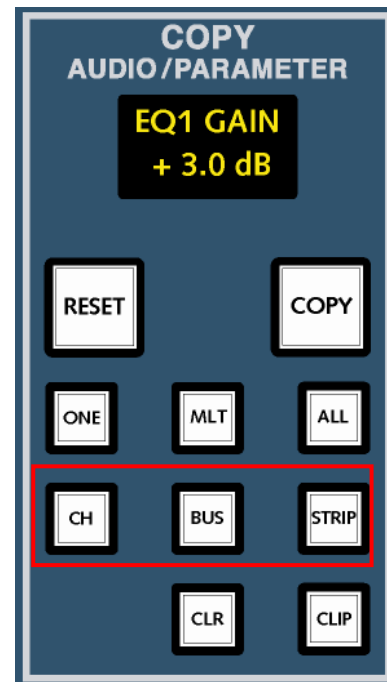 COPY
AUDIO/PARAMETER
EQ1 GAIN
+ 3.0 dB
RESET COPY
ONE MLT ALL
CH BUS STRIP
CLR CLIP